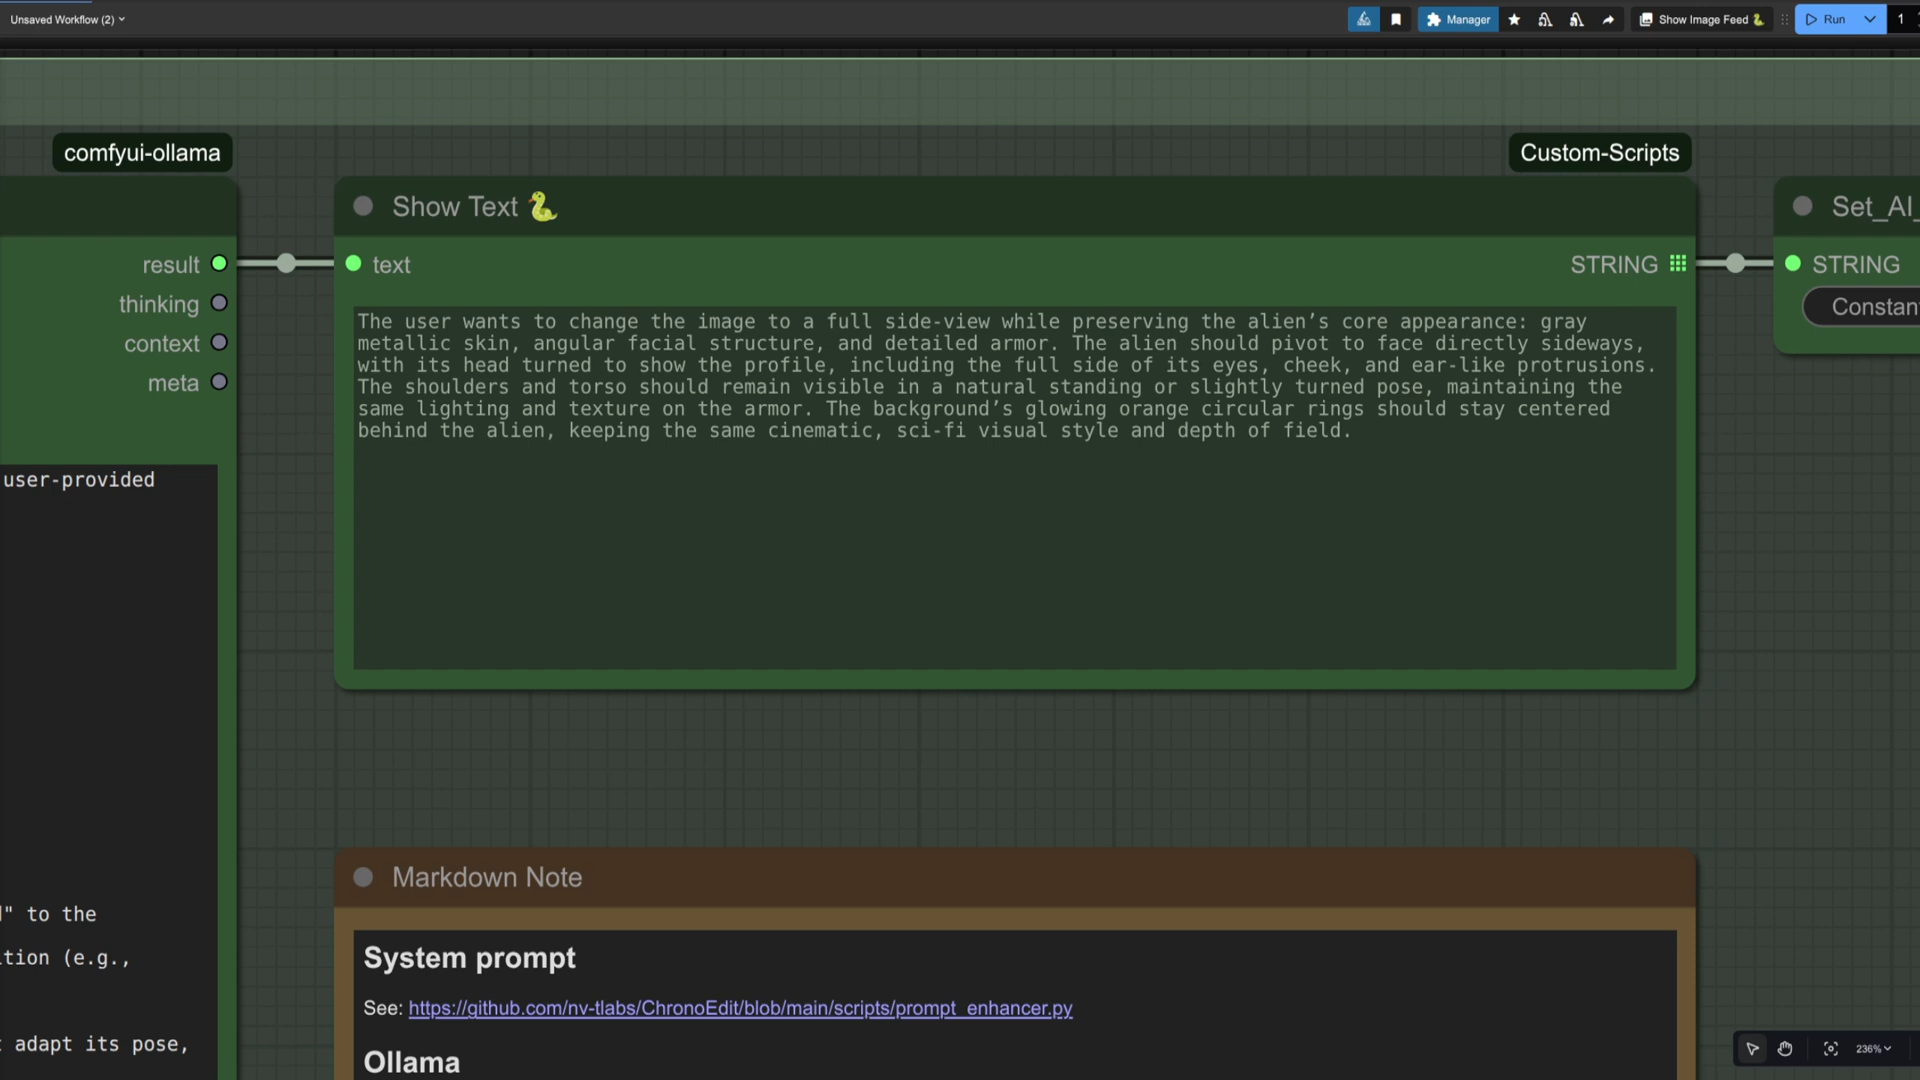 Unsaved Workflow (2)
Manager
Show Image Feed 🐍
Run
1
comfyui-ollama
Custom-Scripts
Show Text 🐍
Set_AI_
result
text
STRING
STRING
thinking
Constan
context
meta
The user wants to change the image to a full side-view while preserving the alien’s core appearance: gray
metallic skin, angular facial structure, and detailed armor. The alien should pivot to face directly sideways,
with its head turned to show the profile, including the full side of its eyes, cheek, and ear-like protrusions.
The shoulders and torso should remain visible in a natural standing or slightly turned pose, maintaining the
same lighting and texture on the armor. The background’s glowing orange circular rings should stay centered
behind the alien, keeping the same cinematic, sci-fi visual style and depth of field.
user-provided
" to the
tion (e.g.,
adapt its pose,
Markdown Note
System prompt
See: https://github.com/nv-tlabs/ChronoEdit/blob/main/scripts/prompt_enhancer.py
Ollama
236%